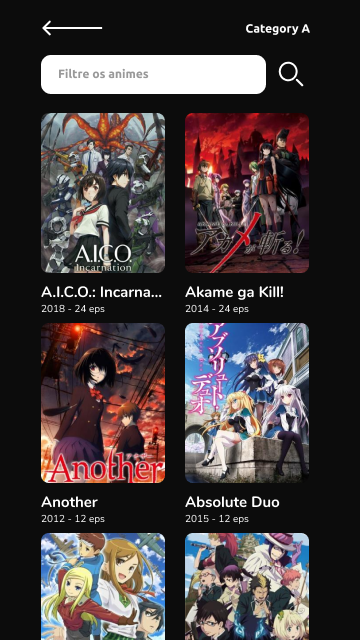 Category A
Filtre os animes
A.I.C.O.
Incarnation
アカメが斬る!
A.I.C.O.: Incarna...
Akame ga Kill!
2018 - 24 eps
2014 - 24 eps
Another
アブソリュート・
デュオ
Another
Absolute Duo
2012 - 12 eps
2015 - 12 eps